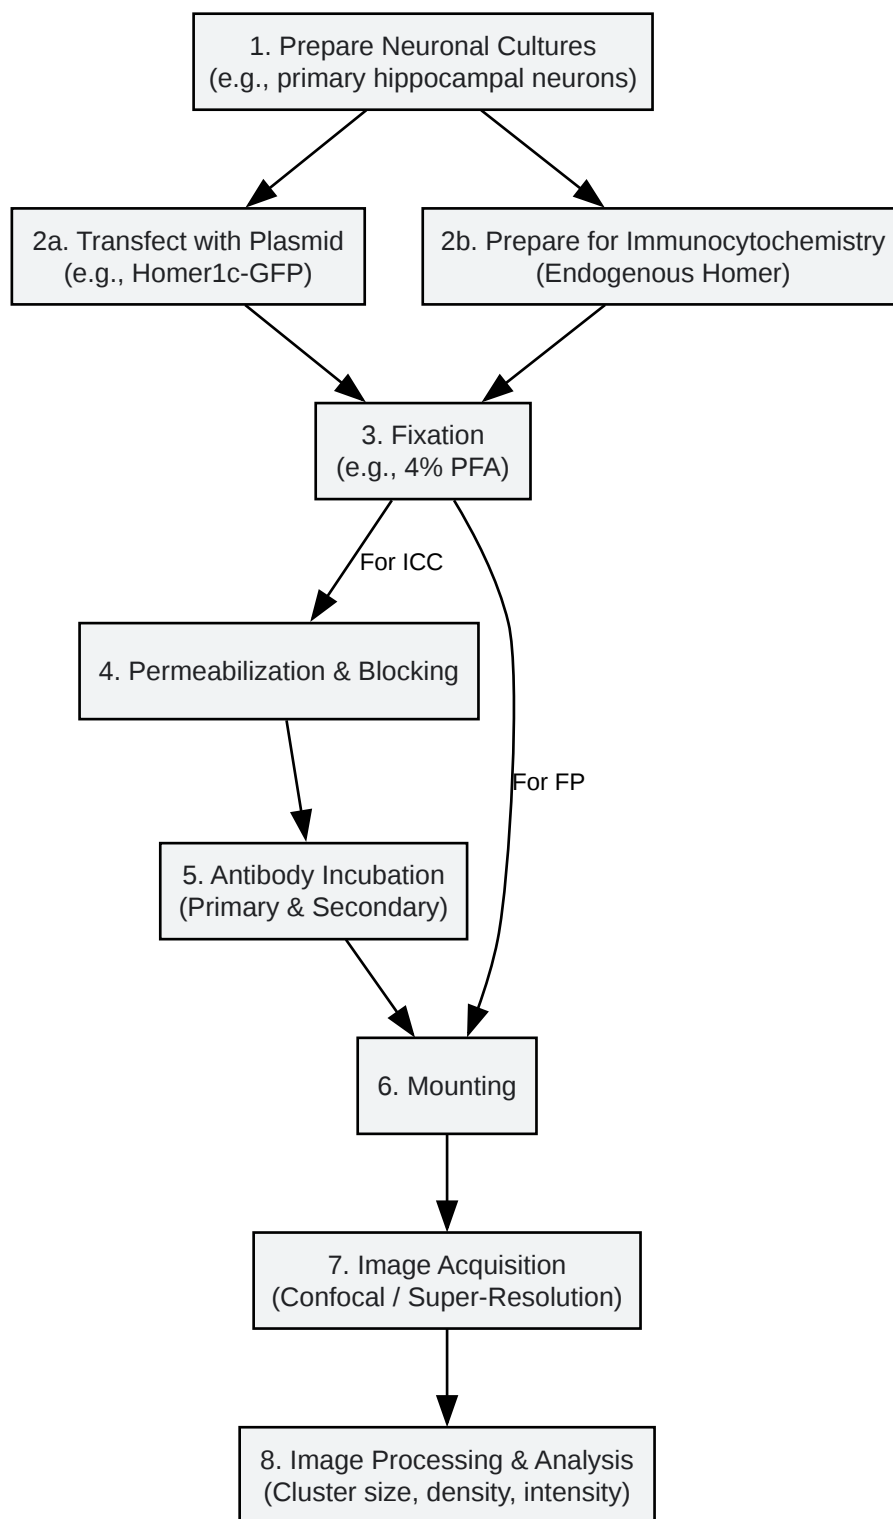 1. Prepare Neuronal Cultures
(e.g., primary hippocampal neurons)
2a. Transfect with Plasmid
(e.g., Homer1c-GFP)
2b. Prepare for Immunocytochemistry
(Endogenous Homer)
3. Fixation
(e.g., 4% PFA)
For ICC
4. Permeabilization & Blocking
For FP
5. Antibody Incubation
(Primary & Secondary)
6. Mounting
7. Image Acquisition
(Confocal / Super-Resolution)
8. Image Processing & Analysis
(Cluster size, density, intensity)